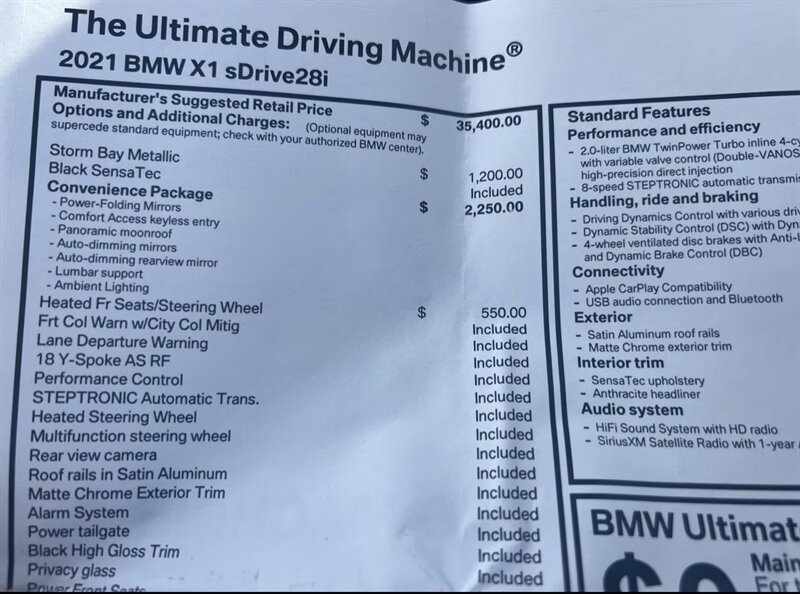 The Ultimate Driving Machine®
2021 BMW X1 sDrive28i
Manufacturer's Suggested Retail Price $ 35,400.00
Options and Additional Charges: (Optional equipment may
supercede standard equipment; check with your authorized BMW center).
Storm Bay Metallic $ 1,200.00
Black SensaTec Included
Convenience Package $ 2,250.00
- Power-Folding Mirrors
- Comfort Access keyless entry
- Panoramic moonroof
- Auto-dimming mirrors
- Auto-dimming rearview mirror
- Lumbar support
- Ambient Lighting
Heated Fr Seats/Steering Wheel $ 550.00
Frt Col Warn w/City Col Mitig Included
Lane Departure Warning Included
18 Y-Spoke AS RF Included
Performance Control Included
STEPTRONIC Automatic Trans. Included
Heated Steering Wheel Included
Multifunction steering wheel Included
Rear view camera Included
Roof rails in Satin Aluminum Included
Matte Chrome Exterior Trim Included
Alarm System Included
Power tailgate Included
Black High Gloss Trim Included
Privacy glass Included
Power Front Seats
Standard Features
Performance and efficiency
- 2.0-liter BMW TwinPower Turbo inline 4-cy
with variable valve control (Double-VANOS
high-precision direct injection
- 8-speed STEPTRONIC automatic transmis
Handling, ride and braking
- Driving Dynamics Control with various driv
- Dynamic Stability Control (DSC) with Dyn
- 4-wheel ventilated disc brakes with Anti-l
and Dynamic Brake Control (DBC)
Connectivity
- Apple CarPlay Compatibility
- USB audio connection and Bluetooth
Exterior
- Satin Aluminum roof rails
- Matte Chrome exterior trim
Interior trim
- SensaTec upholstery
- Anthracite headliner
Audio system
- HiFi Sound System with HD radio
- SiriusXM Satellite Radio with 1-year
BMW Ultimat
$0
Main
For t